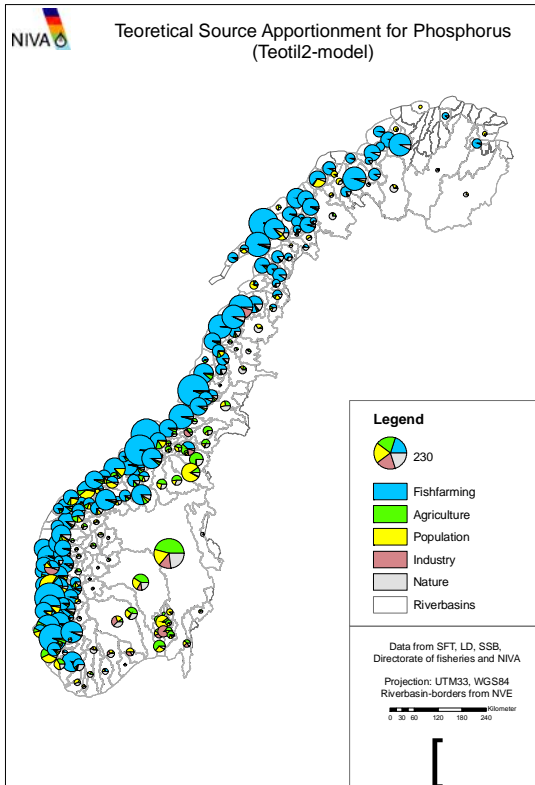 NIVA
Teoretical Source Apportionment for Phosphorus
(Teotil2-model)
Legend
230
Fishfarming
Agriculture
Population
Industry
Nature
Riverbasins
Data from SFT, LD, SSB,
Directorate of fisheries and NIVA
Projection: UTM33, WGS84
Riverbasin-borders from NVE
Kilometer
0 30 60 120 180 240